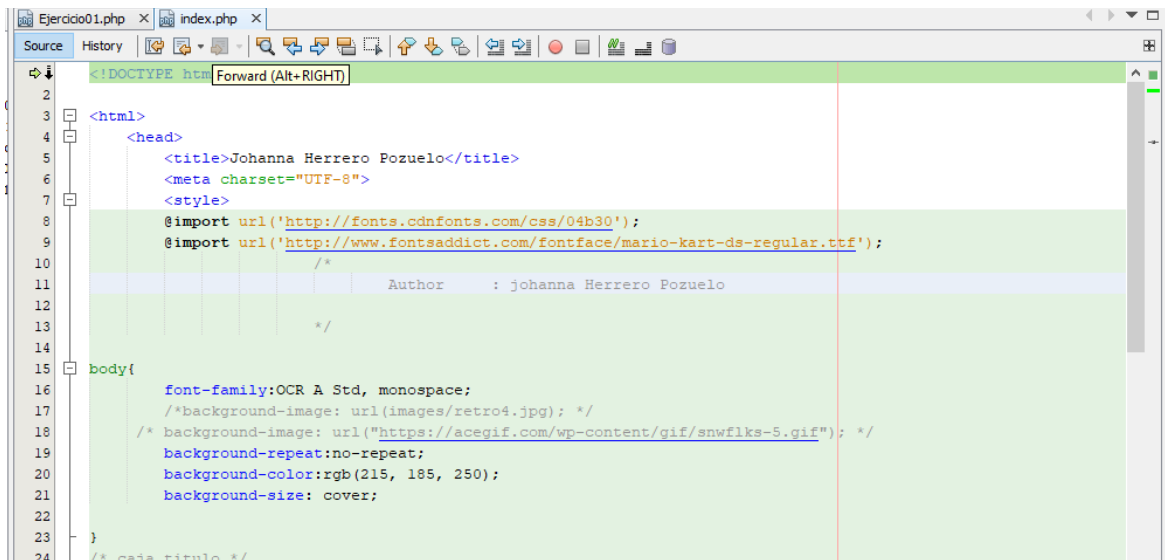 Ejercicio01.php index.php
Source History
<!DOCTYPE htm Forward (Alt+RIGHT)
2
3 <html>
4 <head>
5 <title>Johanna Herrero Pozuelo</title>
6 <meta charset="UTF-8">
7 <style>
8 @import url('http://fonts.cdnfonts.com/css/04b30');
9 @import url('http://www.fontsaddict.com/fontface/mario-kart-ds-regular.ttf');
10 /*
11 Author : johanna Herrero Pozuelo
12
13 */
14
15 body{
16 font-family:OCR A Std, monospace;
17 /*background-image: url(images/retro4.jpg); */
18 /* background-image: url("https://acegif.com/wp-content/gif/snwflks-5.gif"); */
19 background-repeat:no-repeat;
20 background-color:rgb(215, 185, 250);
21 background-size: cover;
22
23 }
24 /* caja titulo */